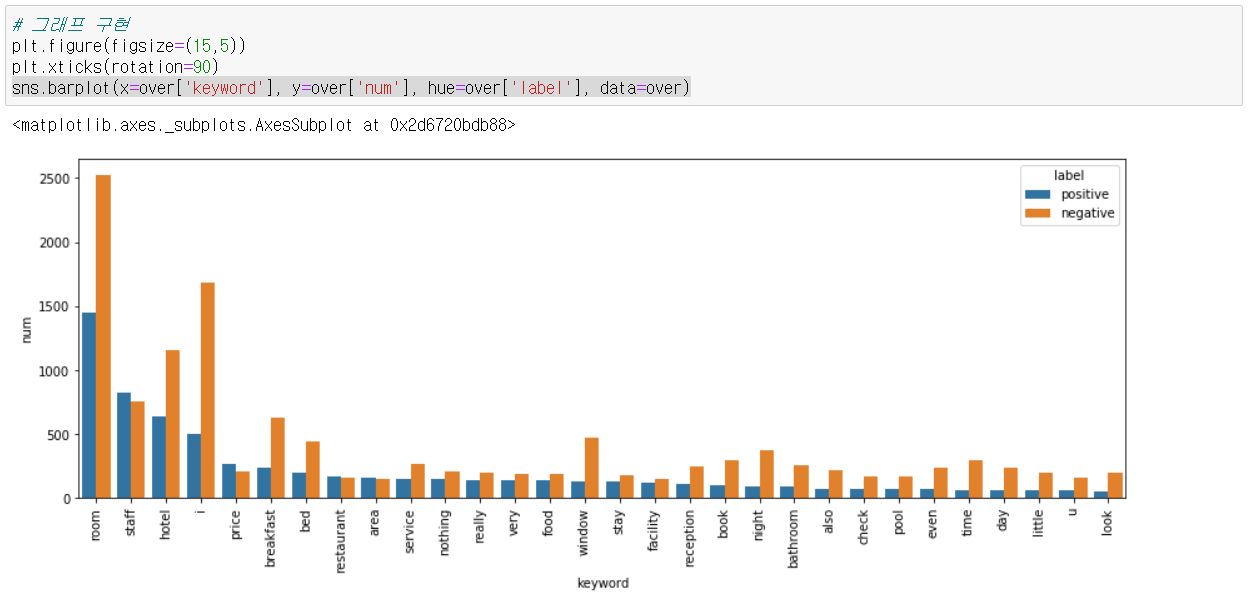 # 그래프 구현
plt.figure(figsize=(15,5))
plt.xticks(rotation=90)
sns.barplot(x=over['keyword'], y=over['num'], hue=over['label'], data=over)
<matplotlib.axes._subplots.AxesSubplot at 0x2d6720bdb88>
label
positive
negative
2500
2000
1500
1000
500
0
num
room
staff
hotel
i
price
breakfast
bed
restaurant
area
service
nothing
really
very
food
window
stay
facility
reception
book
night
bathroom
also
check
pool
even
time
day
little
u
look
keyword